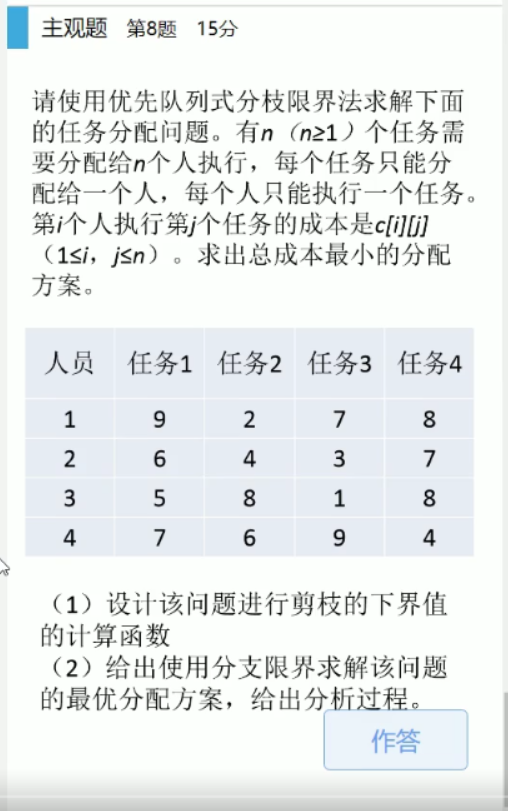 主观题 第8题 15分
请使用优先队列式分枝限界法求解下面
的任务分配问题。有n（n≥1）个任务需
要分配给n个人执行，每个任务只能分
配给一个人，每个人只能执行一个任务。
第i个人执行第j个任务的成本是c[i][j]
（1≤i，j≤n）。求出总成本最小的分配
方案。
人员 任务1 任务2 任务3 任务4
1 9 2 7 8
2 6 4 3 7
3 5 8 1 8
4 7 6 9 4
（1）设计该问题进行剪枝的下界值
的计算函数
（2）给出使用分支限界求解该问题
的最优分配方案，给出分析过程。
作答